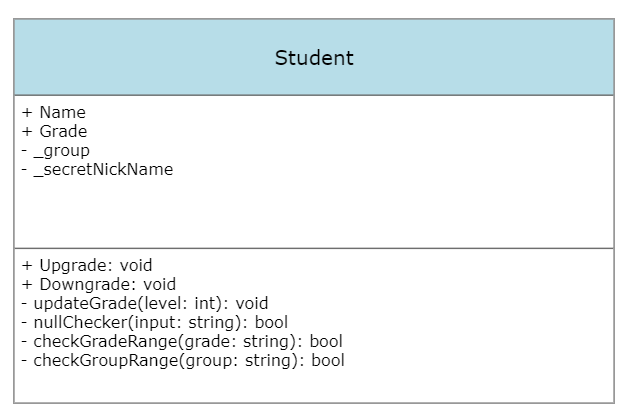 Student
+ Name
+ Grade
- _group
- _secretNickName
+ Upgrade: void
+ Downgrade: void
- updateGrade(level: int): void
- nullChecker(input: string): bool
- checkGradeRange(grade: string): bool
- checkGroupRange(group: string): bool